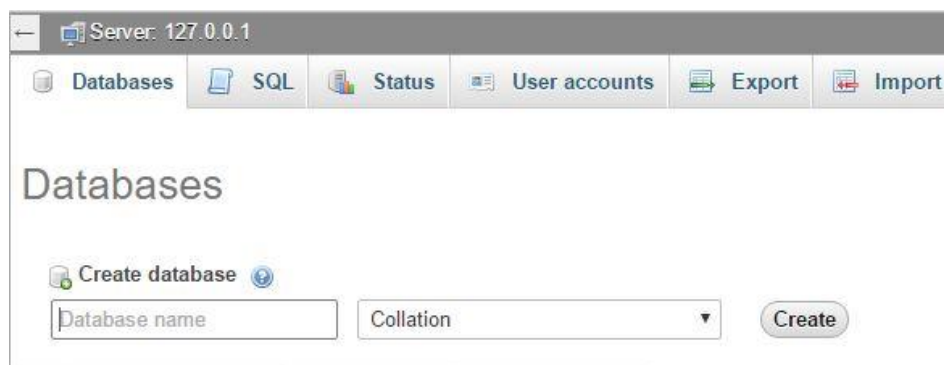 Server: 127.0.0.1
Databases SQL Status User accounts Export Import
Databases
Create database
Database name Collation Create